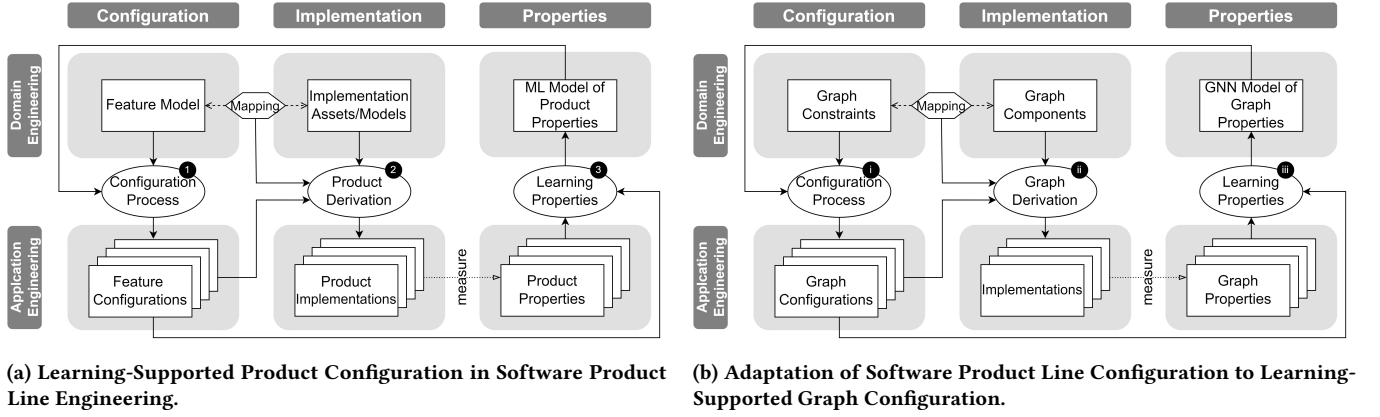 Configuration
Implementation
Properties
Domain
Engineering
Feature Model
Mapping
Implementation
Assets/Models
ML Model of
Product
Properties
1
Configuration
Process
2
Product
Derivation
3
Learning
Properties
Application
Engineering
Feature
Configurations
Product
Implementations
measure
Product
Properties
(a) Learning-Supported Product Configuration in Software Product
Line Engineering.
Configuration
Implementation
Properties
Domain
Engineering
Graph
Constraints
Mapping
Graph
Components
GNN Model of
Graph
Properties
i
Configuration
Process
ii
Graph
Derivation
iii
Learning
Properties
Application
Engineering
Graph
Configurations
Implementations
measure
Graph
Properties
(b) Adaptation of Software Product Line Configuration to Learning-
Supported Graph Configuration.